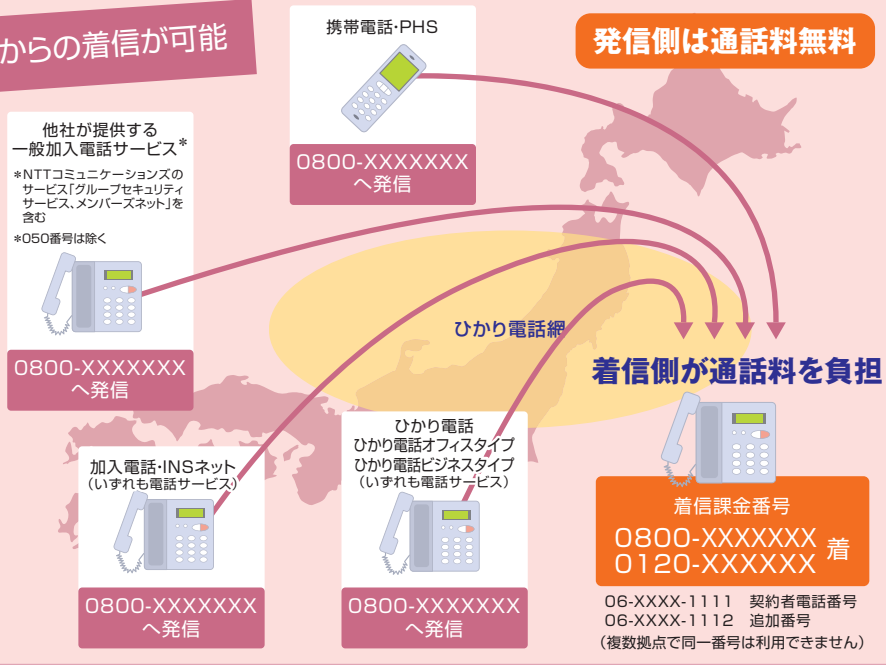 からの着信が可能
発信側は通話料無料
携帯電話・PHS
0800-XXXXXXX
へ発信
他社が提供する
一般加入電話サービス*
*NTTコミュニケーションズの
サービス「グループセキュリティ
サービス、メンバーズネット」を
含む
*050番号は除く
0800-XXXXXXX
へ発信
ひかり電話網
加入電話・INSネット
(いずれも電話サービス)
0800-XXXXXXX
へ発信
ひかり電話
ひかり電話オフィスタイプ
ひかり電話ビジネスタイプ
(いずれも電話サービス)
0800-XXXXXXX
へ発信
着信側が通話料を負担
着信課金番号
0800-XXXXXXX
0120-XXXXXX
着
06-XXXX-1111 契約者電話番号
06-XXXX-1112 追加番号
(複数拠点で同一番号は利用できません)